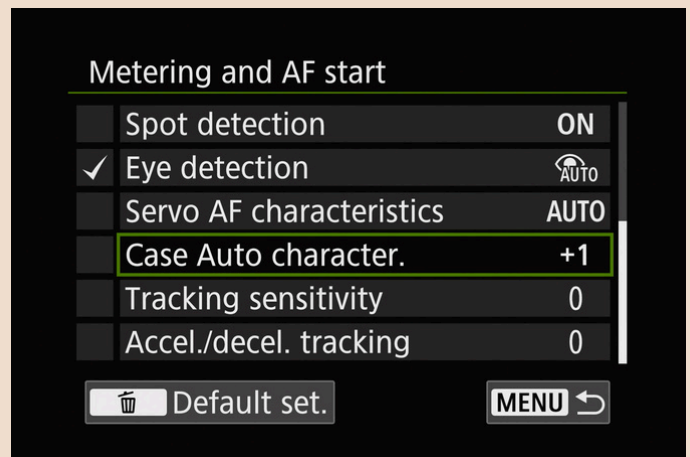 Metering and AF start
Spot detection ON
Eye detection AUTO
Servo AF characteristics AUTO
Case Auto character. +1
Tracking sensitivity 0
Accel./decel. tracking 0
Default set. MENU